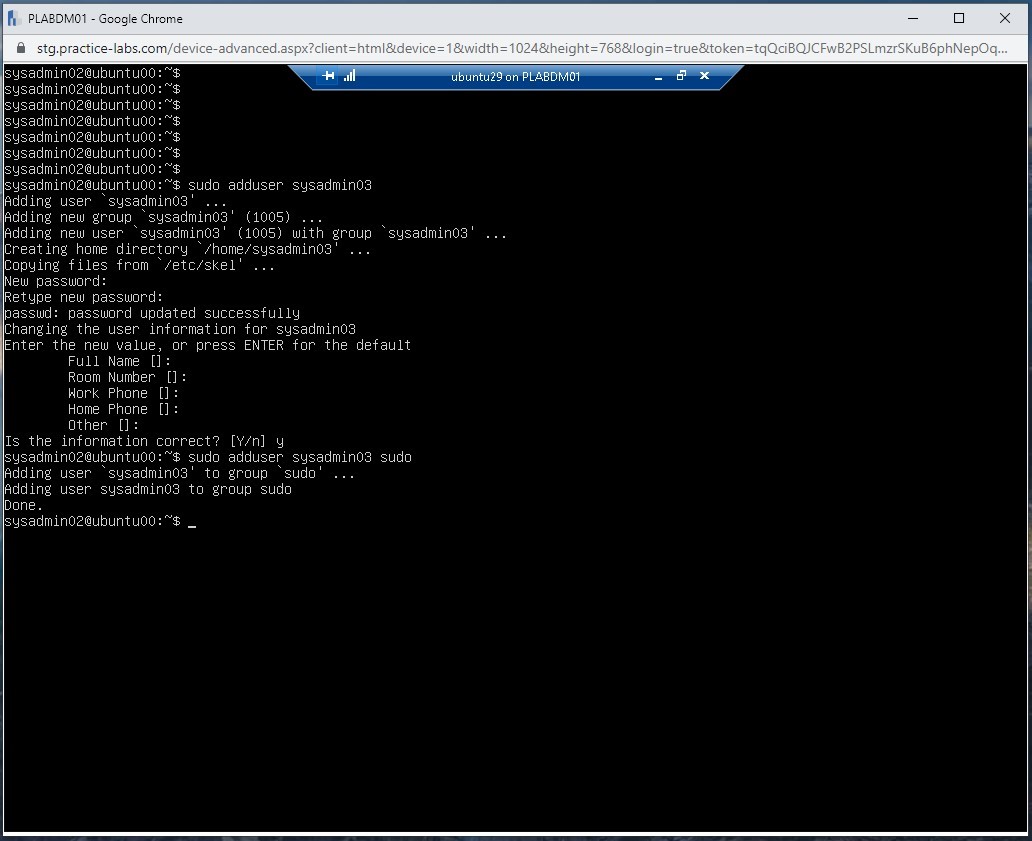 PLABDM01 - Google Chrome
stg.practice-labs.com/device-advanced.aspx?client=html&device=1&width=1024&height=768&login=true&token=tqQciBQJCFwB2PSLmzrSKuB6phNepOq...
ubuntu29 on PLABDM01
sysadmin02@ubuntu00:~$
sysadmin02@ubuntu00:~$
sysadmin02@ubuntu00:~$
sysadmin02@ubuntu00:~$
sysadmin02@ubuntu00:~$
sysadmin02@ubuntu00:~$
sysadmin02@ubuntu00:~$
sysadmin02@ubuntu00:~$ sudo adduser sysadmin03
Adding user `sysadmin03' ...
Adding new group `sysadmin03' (1005) ...
Adding new user `sysadmin03' (1005) with group `sysadmin03' ...
Creating home directory `/home/sysadmin03' ...
Copying files from `/etc/skel' ...
New password:
Retype new password:
passwd: password updated successfully
Changing the user information for sysadmin03
Enter the new value, or press ENTER for the default
Full Name []:
Room Number []:
Work Phone []:
Home Phone []:
Other []:
Is the information correct? [Y/n] y
sysadmin02@ubuntu00:~$ sudo adduser sysadmin03 sudo
Adding user `sysadmin03' to group `sudo' ...
Adding user sysadmin03 to group sudo
Done.
sysadmin02@ubuntu00:~$ _